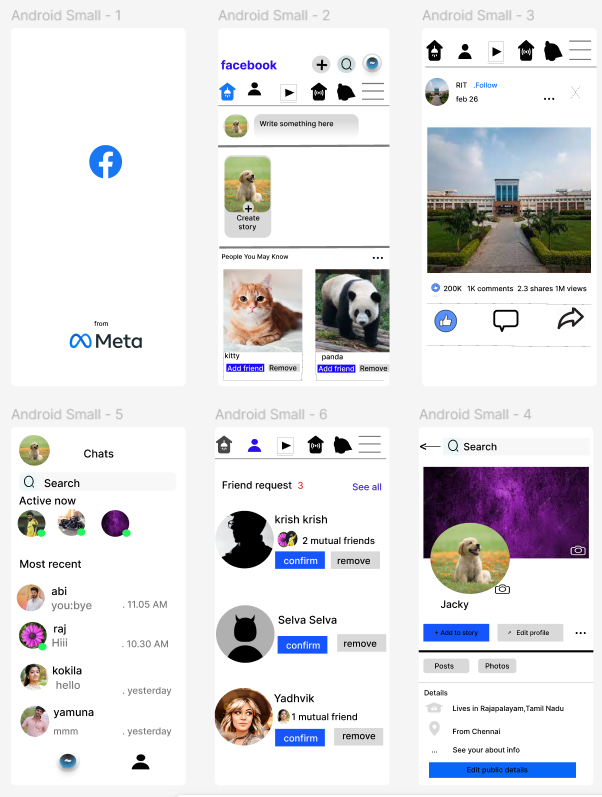 Android Small - 1
from
Meta
Android Small - 2
facebook
Write something here
Create
story
People You May Know
...
kitty
Add friend
Remove
panda
Add friend
Remove
Android Small - 3
RIT .Follow
feb 26
...
200K 1K comments 2.3 shares 1M views
Android Small - 5
Chats
Search
Active now
Most recent
abi
you:bye . 11.05 AM
raj
Hiii . 10.30 AM
kokila
hello . yesterday
yamuna
mmm . yesterday
Android Small - 6
Friend request 3 See all
krish krish
2 mutual friends
confirm remove
Selva Selva
confirm remove
Yadhvik
1 mutual friend
confirm remove
Android Small - 4
Search
Jacky
+ Add to story
Edit profile
...
Posts Photos
Details
Lives in Rajapalayam,Tamil Nadu
From Chennai
... See your about info
Edit public details